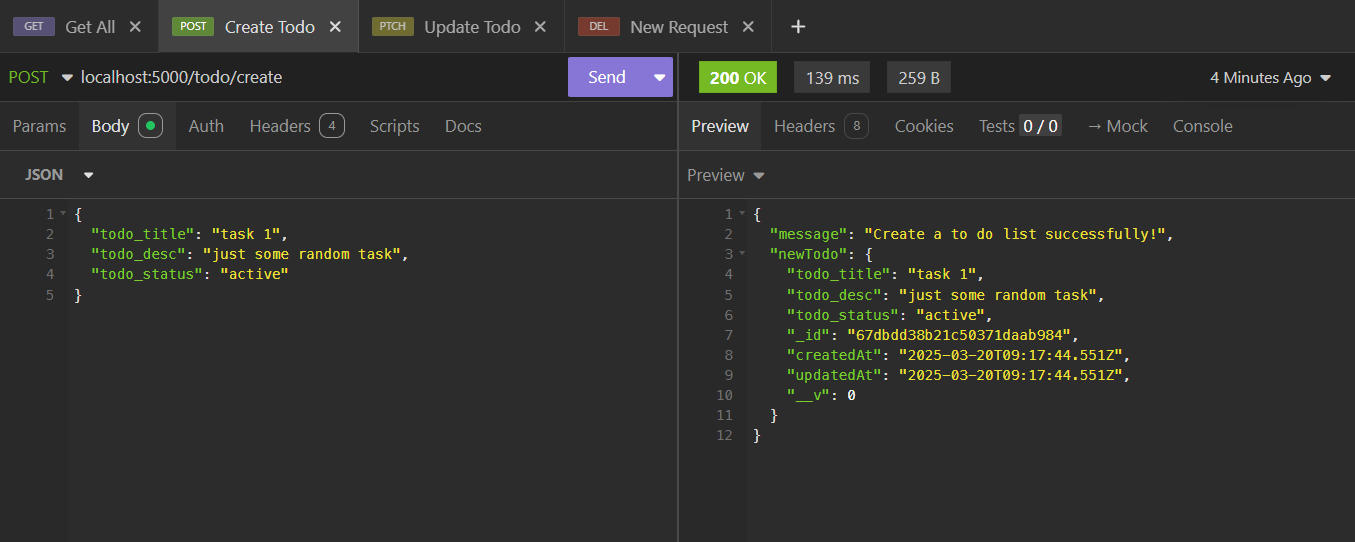 GET Get All POST Create Todo PTCH Update Todo DEL New Request
POST localhost:5000/todo/create Send 200 OK 139 ms 259 B 4 Minutes Ago
Params Body Auth Headers 4 Scripts Docs Preview Headers 8 Cookies Tests 0 / 0 → Mock Console
JSON
1 {
2 "todo_title": "task 1",
3 "todo_desc": "just some random task",
4 "todo_status": "active"
5 }
Preview
1 {
2 "message": "Create a to do list successfully!",
3 "newTodo": {
4 "todo_title": "task 1",
5 "todo_desc": "just some random task",
6 "todo_status": "active",
7 "_id": "67dbdd38b21c50371daab984",
8 "createdAt": "2025-03-20T09:17:44.551Z",
9 "updatedAt": "2025-03-20T09:17:44.551Z",
10 "__v": 0
11 }
12 }